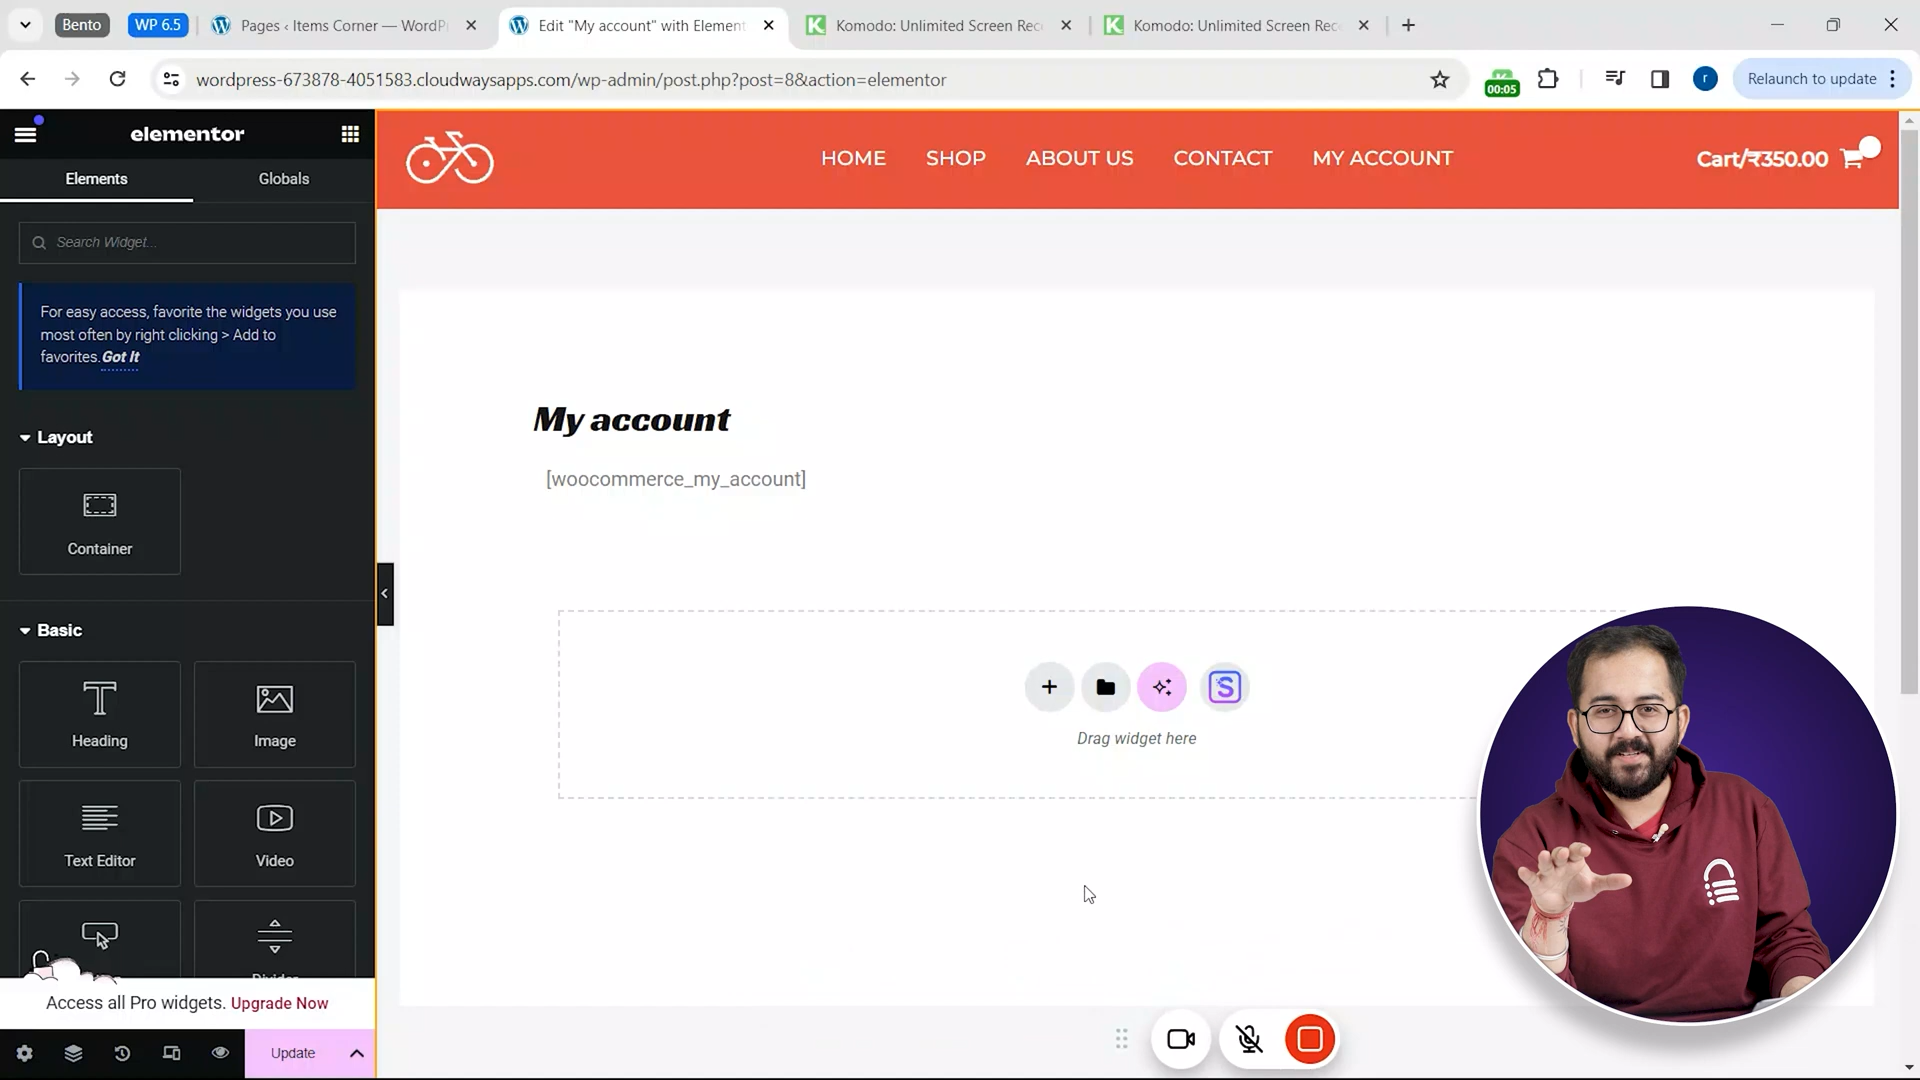 Bento
WP 6.5
Pages ‹ Items Corner — WordP
Edit "My account" with Element
Komodo: Unlimited Screen Rec
Komodo: Unlimited Screen Rec
wordpress-673878-4051583.cloudwaysapps.com/wp-admin/post.php?post=8&action=elementor
00:05
r
Relaunch to update
elementor
Elements
Globals
Search Widget...
For easy access, favorite the widgets you use
most often by right clicking > Add to
favorites. Got It
Layout
Container
Basic
Heading
Image
Text Editor
Video
Divider
Access all Pro widgets. Upgrade Now
Update
HOME
SHOP
ABOUT US
CONTACT
MY ACCOUNT
Cart/₹350.00
My account
[woocommerce_my_account]
Drag widget here